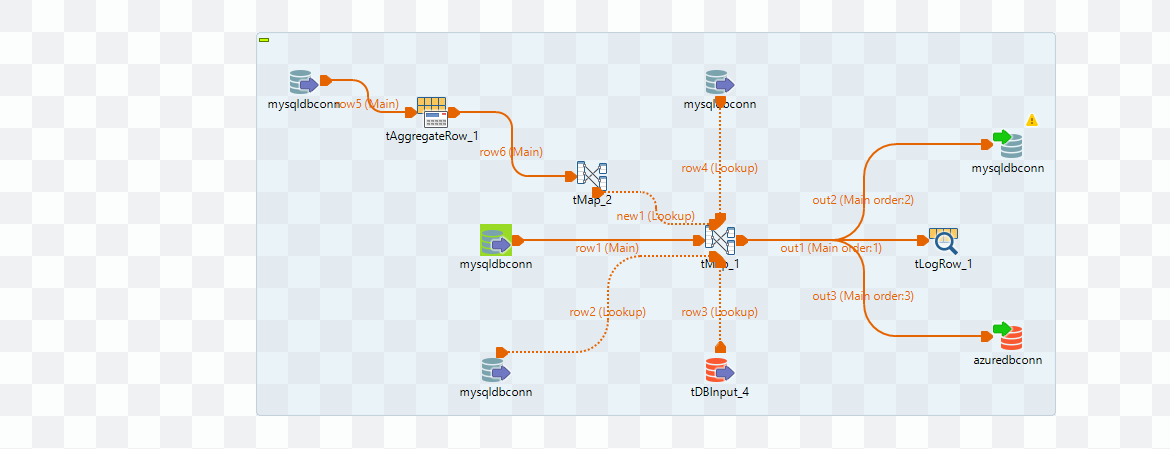 mysqldbconn
row5 (Main)
mysqldbconn
tAggregateRow_1
row6 (Main)
row4 (Lookup)
mysqldbconn
tMap_2
out2 (Main order:2)
new1 (Lookup)
row1 (Main)
out1 (Main order:1)
mysqldbconn
tMap_1
tLogRow_1
out3 (Main order:3)
row2 (Lookup)
row3 (Lookup)
azuredbconn
mysqldbconn
tDBInput_4